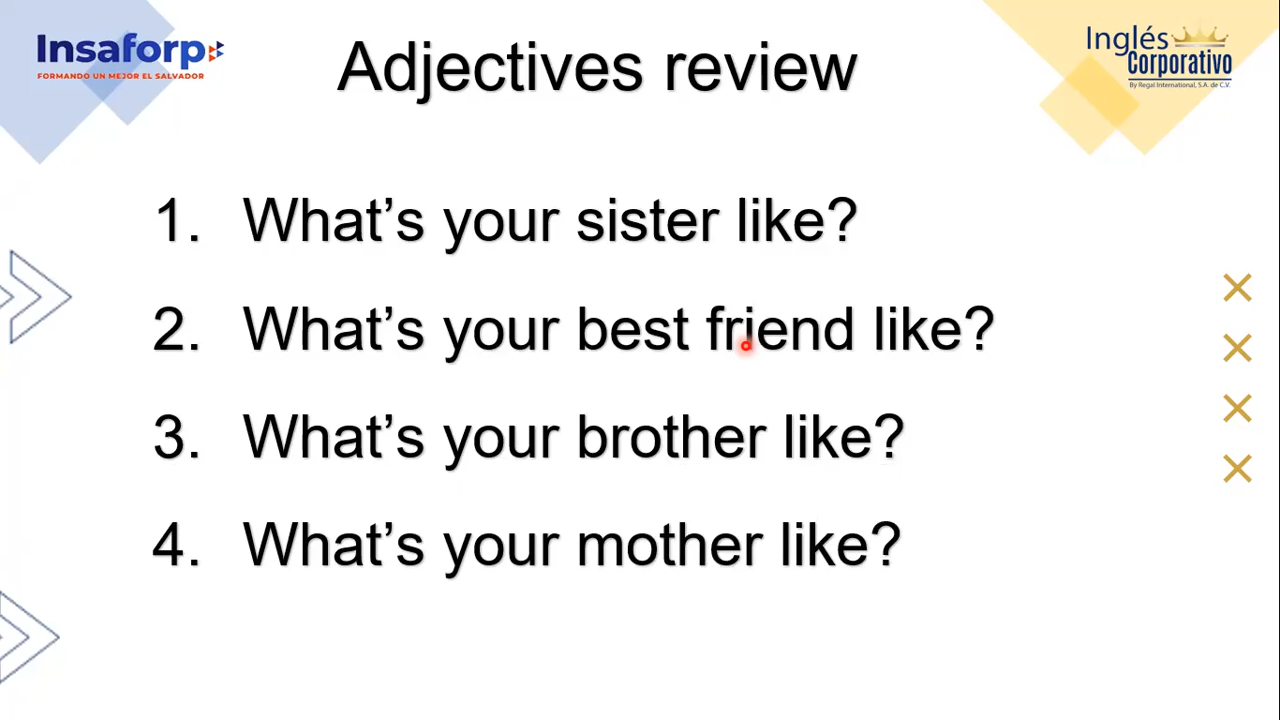 Insaforp
FORMANDO UN MEJOR EL SALVADOR
Adjectives review
Inglés
Corporativo
By Regal International, S.A. de C.V.
1. What’s your sister like?
2. What’s your best friend like?
3. What’s your brother like?
4. What’s your mother like?